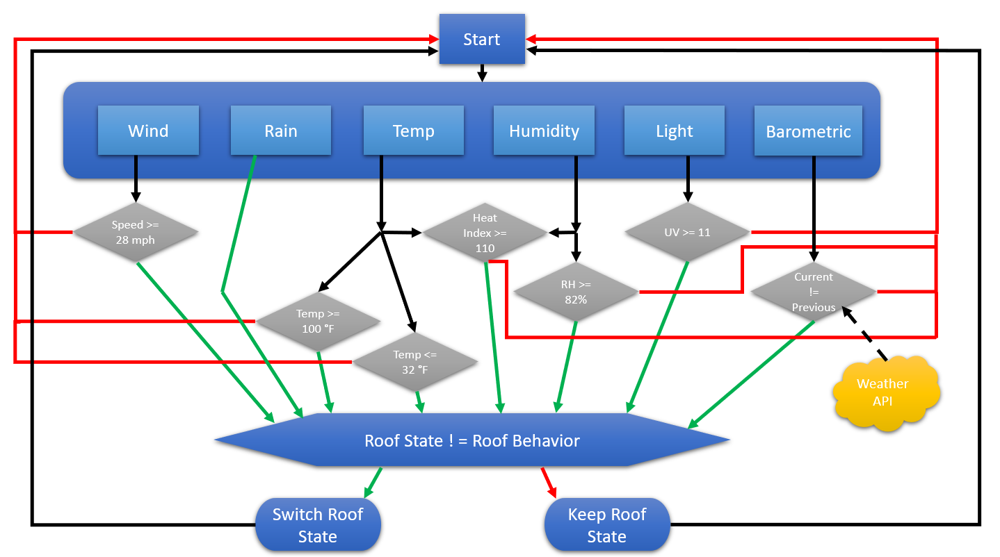 Start
Wind
Rain
Temp
Humidity
Light
Barometric
Speed >=
28 mph
Heat
Index >=
110
UV >= 11
RH >=
82%
Current
!=
Previous
Temp >=
100 °F
Temp <=
32 °F
Weather
API
Roof State ! = Roof Behavior
Switch Roof
State
Keep Roof
State